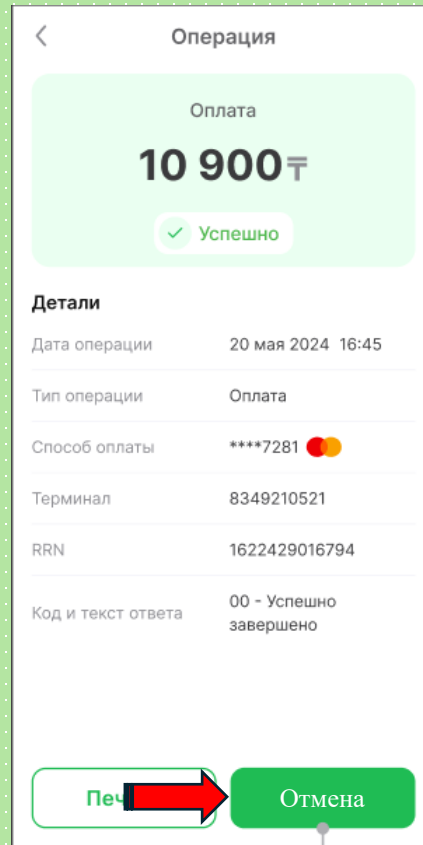 Операция
Оплата
10 900 ₸
Успешно
Детали
Дата операции 20 мая 2024 16:45
Тип операции Оплата
Способ оплаты ****7281
Терминал 8349210521
RRN 1622429016794
Код и текст ответа 00 - Успешно
завершено
Отмена